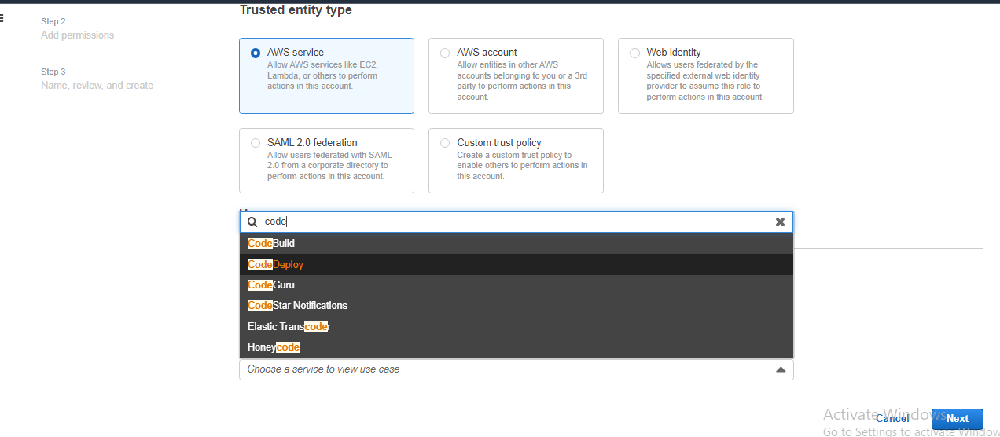 Trusted entity type
Step 2
Add permissions
Step 3
Name, review, and create
AWS service
Allow AWS services like EC2,
Lambda, or others to perform
actions in this account.
AWS account
Allow entities in other AWS
accounts belonging to you or a 3rd
party to perform actions in this
account.
Web identity
Allows users federated by the
specified external web identity
provider to assume this role to
perform actions in this account.
SAML 2.0 federation
Allow users federated with SAML
2.0 from a corporate directory to
perform actions in this account.
Custom trust policy
Create a custom trust policy to
enable others to perform actions in
this account.
code
CodeBuild
CodeDeploy
CodeGuru
CodeStar Notifications
Elastic Transcoder
Honeycode
Choose a service to view use case
Cancel
Next
Activate Windows
Go to Settings to activate Window